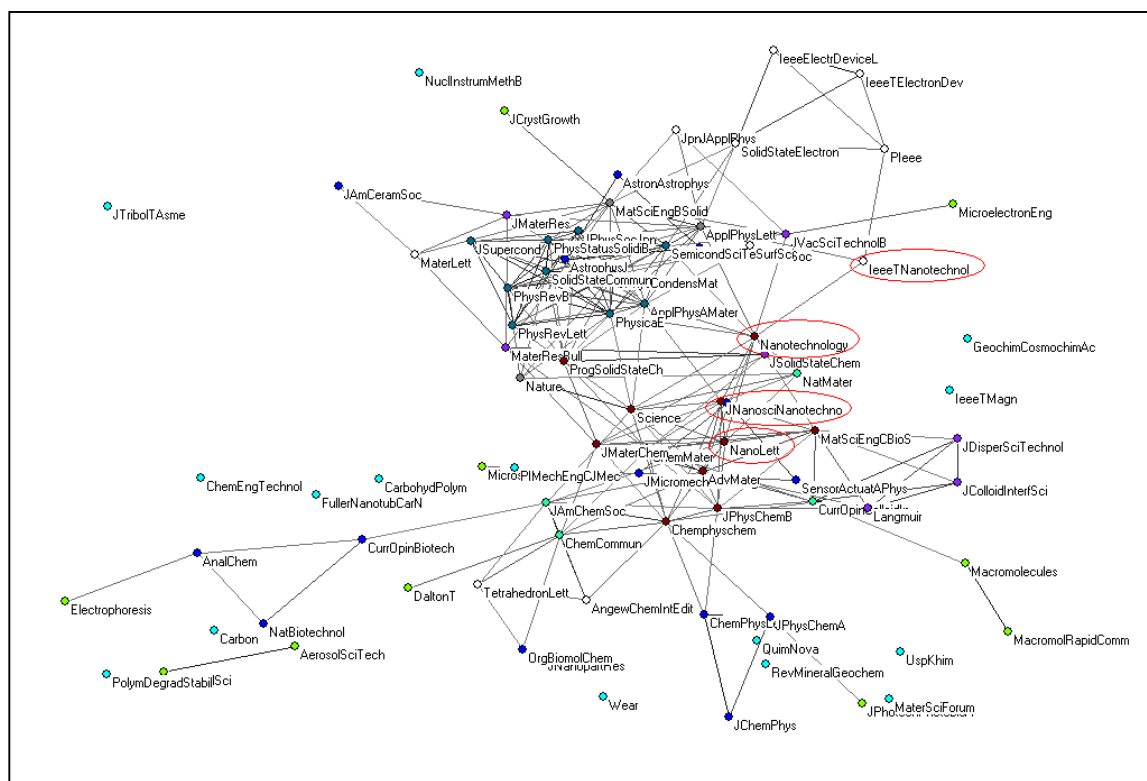 IeeeElectrDeviceL
NuclInstrumMethB
IeeeTElectronDev
JCrystGrowth
JpnJApplPhys
SolidStateElectron
PIeee
AstronAstrophys
JAmCeramSoc
MatSciEngBSolid
JTribolTAsme
MicroelectronEng
JMaterRes
ApplPhysLett
JVacSciTechnolB
JSupercond
PhysStatusSolidiB
SemicondSciTe
MaterLett
AstrophysJ
IeeeTNanotechnol
SolidStateCommun
CondensMat
PhysRevB
ApplPhysAMater
PhysicaE
PhysRevLett
Nanotechnology
GeochimCosmochimAc
MaterResBull
JSolidStateChem
ProgSolidStateCh
NatMater
Nature
IeeeTMagn
Science
JNanosciNanotechno
MatSciEngCBioS
JDisperSciTechnol
NanoLett
JMaterChem
ChemMater
PIMechEngCJMec
ChemEngTechnol
CarbohydPolym
JMicromech
AdvMater
SensorActuatAPhys
JColloidInterfSci
FullerNanotubCarN
JAmChemSoc
JPhysChemB
CurrOpin
Langmuir
Chemphyschem
CurrOpinBiotech
ChemCommun
AnalChem
Macromolecules
DaltonT
TetrahedronLett
Electrophoresis
AngewChemIntEdit
ChemPhysL
JPhysChemA
NatBiotechnol
Carbon
MacromolRapidComm
QuimNova
AerosolSciTech
OrgBiomolChem
UspKhim
RevMineralGeochem
PolymDegradStabil
Wear
MaterSciForum
JChemPhys